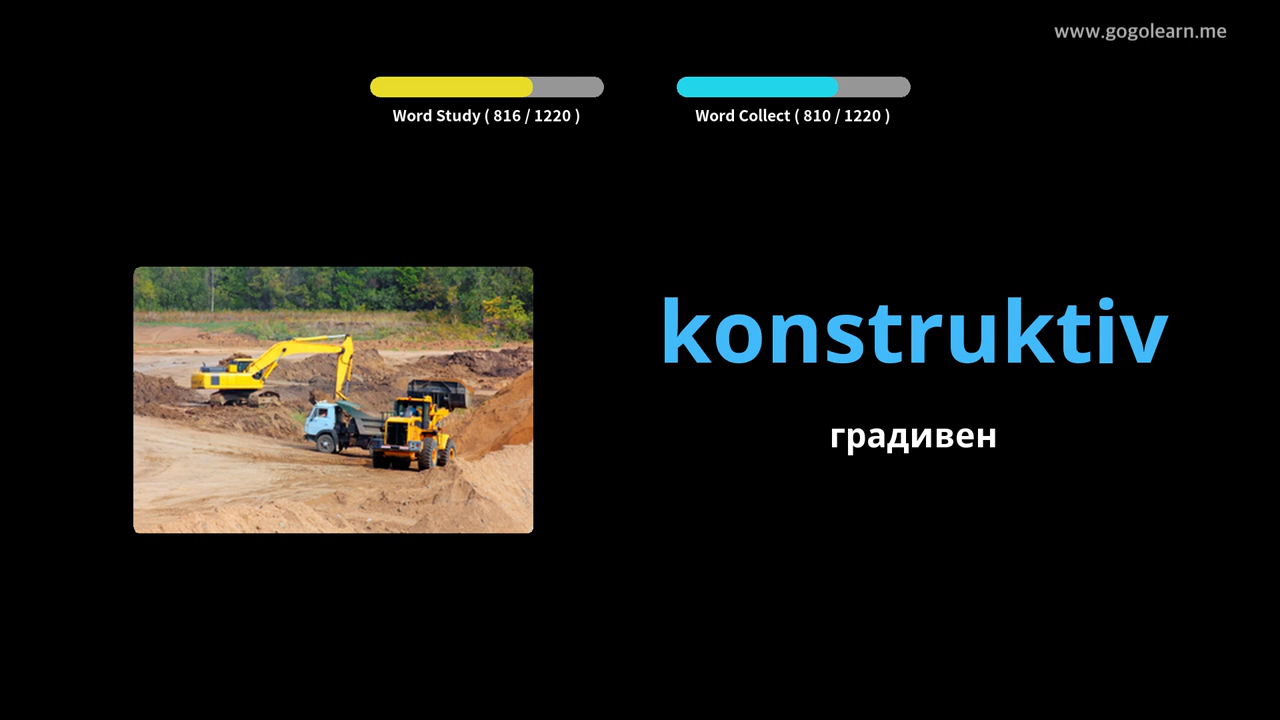 www.gogolearn.me
Word Study ( 816 / 1220 )
Word Collect ( 810 / 1220 )
konstruktiv
градивен